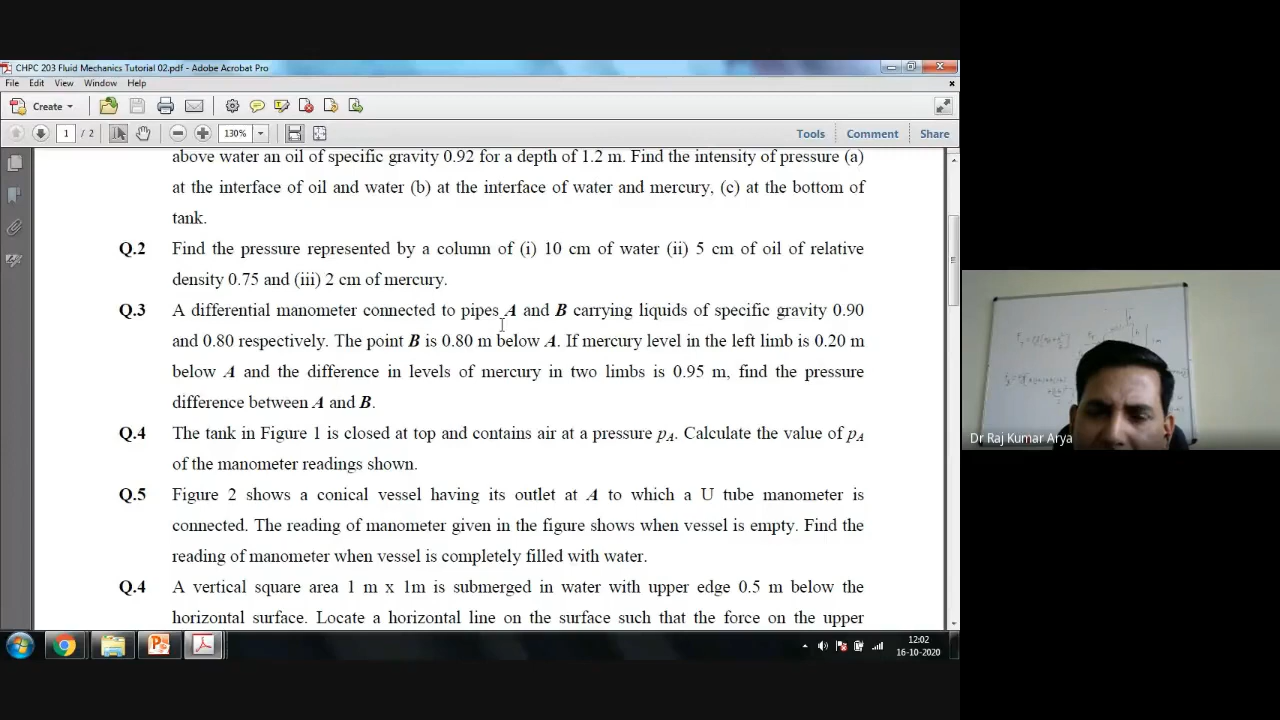 CHPC 203 Fluid Mechanics Tutorial 02.pdf - Adobe Acrobat Pro
File Edit View Window Help
Create
1 / 2 130% Tools Comment Share
above water an oil of specific gravity 0.92 for a depth of 1.2 m. Find the intensity of pressure (a)
at the interface of oil and water (b) at the interface of water and mercury, (c) at the bottom of
tank.
Q.2 Find the pressure represented by a column of (i) 10 cm of water (ii) 5 cm of oil of relative
density 0.75 and (iii) 2 cm of mercury.
Q.3 A differential manometer connected to pipes A and B carrying liquids of specific gravity 0.90
and 0.80 respectively. The point B is 0.80 m below A. If mercury level in the left limb is 0.20 m
below A and the difference in levels of mercury in two limbs is 0.95 m, find the pressure
difference between A and B.
Q.4 The tank in Figure 1 is closed at top and contains air at a pressure pA. Calculate the value of pA
of the manometer readings shown.
Q.5 Figure 2 shows a conical vessel having its outlet at A to which a U tube manometer is
connected. The reading of manometer given in the figure shows when vessel is empty. Find the
reading of manometer when vessel is completely filled with water.
Q.4 A vertical square area 1 m x 1m is submerged in water with upper edge 0.5 m below the
horizontal surface. Locate a horizontal line on the surface such that the force on the upper
Dr Raj Kumar Arya
12:02
16-10-2020